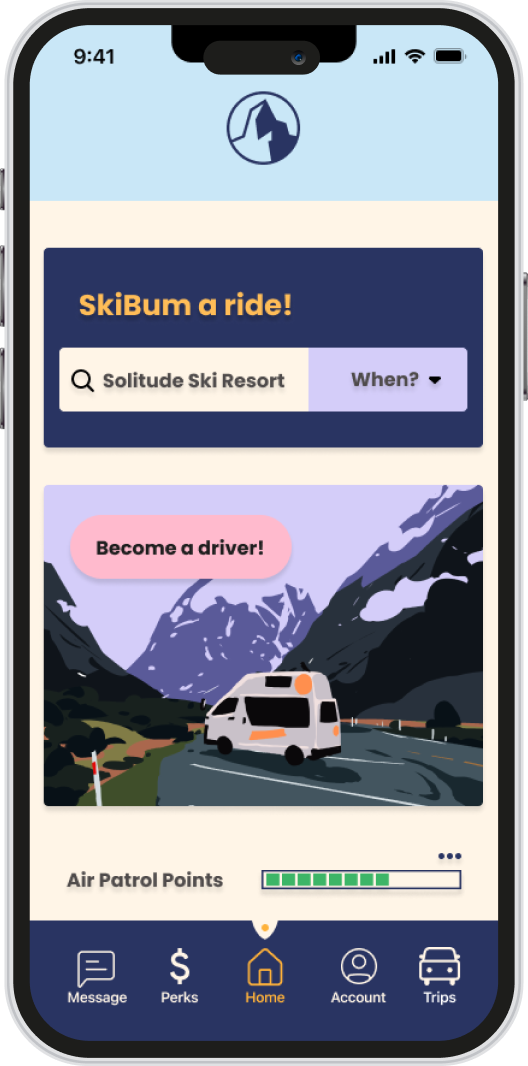 9:41
SkiBum a ride!
Solitude Ski Resort When?
Become a driver!
Air Patrol Points
Message Perks Home Account Trips